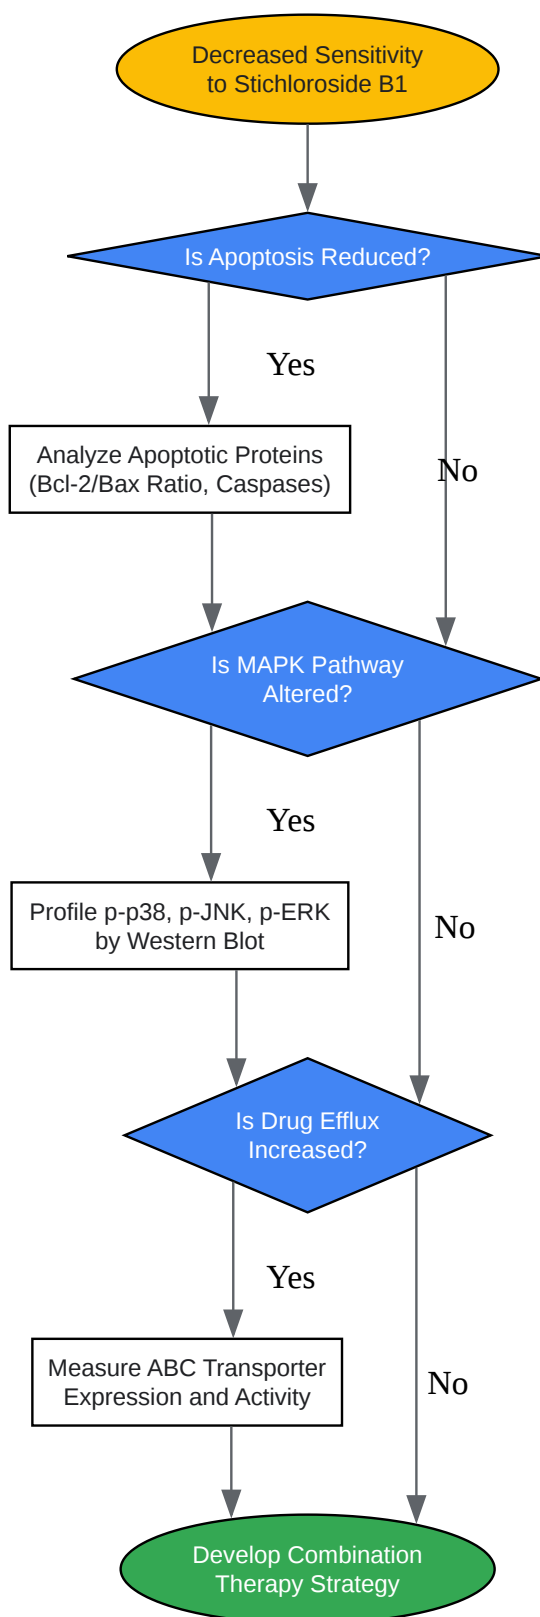 Decreased Sensitivity
to Stichloroside B1
Is Apoptosis Reduced?
Yes
Analyze Apoptotic Proteins
(Bcl-2/Bax Ratio, Caspases)
No
Is MAPK Pathway
Altered?
Yes
Profile p-p38, p-JNK, p-ERK
by Western Blot
No
Is Drug Efflux
Increased?
Yes
Measure ABC Transporter
Expression and Activity
No
Develop Combination
Therapy Strategy